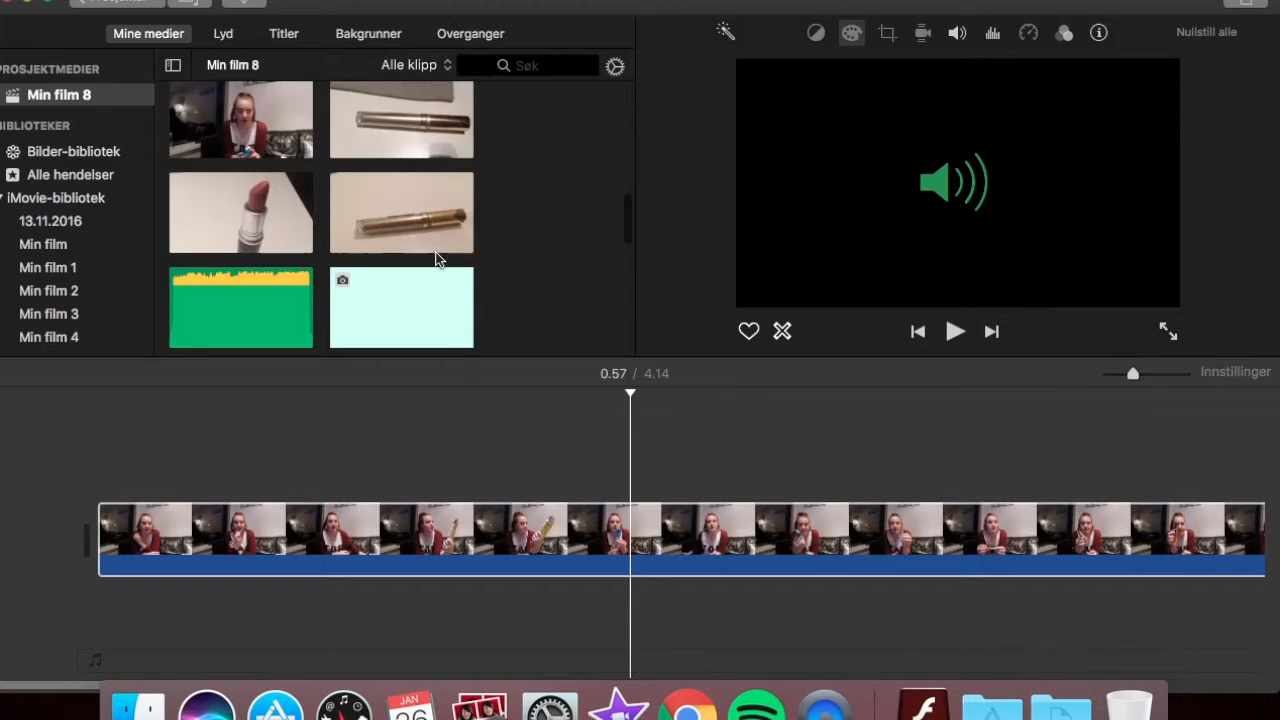 Mine medier Lyd Titler Bakgrunner Overganger Nullstill alle
PROSJEKTMEDIER Min film 8 Alle klipp Søk
Min film 8
BIBLIOTEKER
Bilder-bibliotek
Alle hendelser
iMovie-bibliotek
13.11.2016
Min film
Min film 1
Min film 2
Min film 3
Min film 4
0.57 / 4.14 Innstillinger
JAN
26